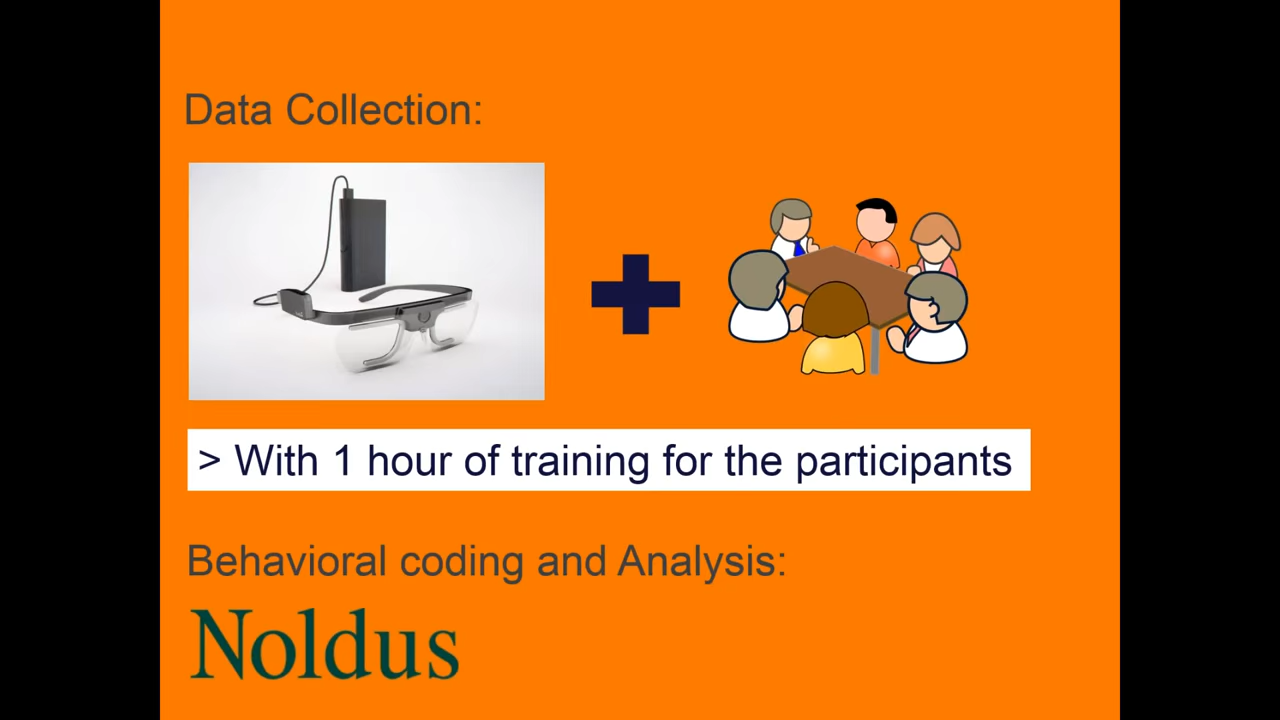 Data Collection:
> With 1 hour of training for the participants
Behavioral coding and Analysis:
Noldus